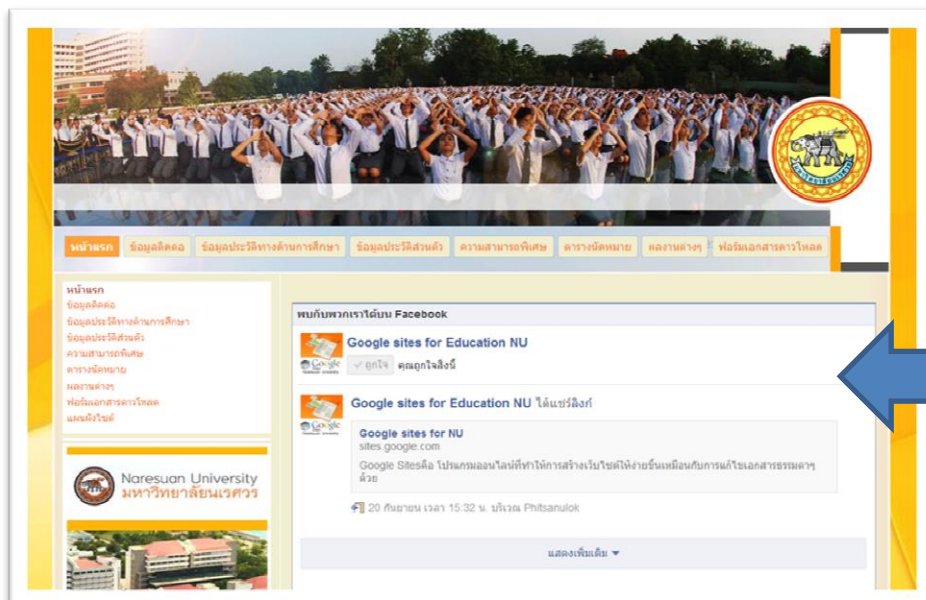 หน้าแรก ข้อมูลติดต่อ ข้อมูลประวัติทางด้านการศึกษา ข้อมูลประวัติส่วนตัว ความสามารถพิเศษ ตารางนัดหมาย ผลงานต่างๆ ฟอร์มเอกสารดาวโหลด
หน้าแรก
ข้อมูลติดต่อ
ข้อมูลประวัติทางด้านการศึกษา
ข้อมูลประวัติส่วนตัว
ความสามารถพิเศษ
ตารางนัดหมาย
ผลงานต่างๆ
ฟอร์มเอกสารดาวโหลด
แผนผังไซต์
Naresuan University
มหาวิทยาลัยนเรศวร
พบกับพวกเราได้บน Facebook
Google sites for Education NU
ถูกใจ คุณถูกใจสิ่งนี้
Google sites for Education NU ได้แชร์ลิงก์
Google sites for NU
sites.google.com
Google Sitesคือ โปรแกรมออนไลน์ที่ทำให้การสร้างเว็บไซต์ให้ง่ายขึ้นเหมือนกับการแก้ไขเอกสารธรรมดาๆ
ด้วย
20 กันยายน เวลา 15:32 น. บริเวณ Phitsanulok
แสดงเพิ่มเติม